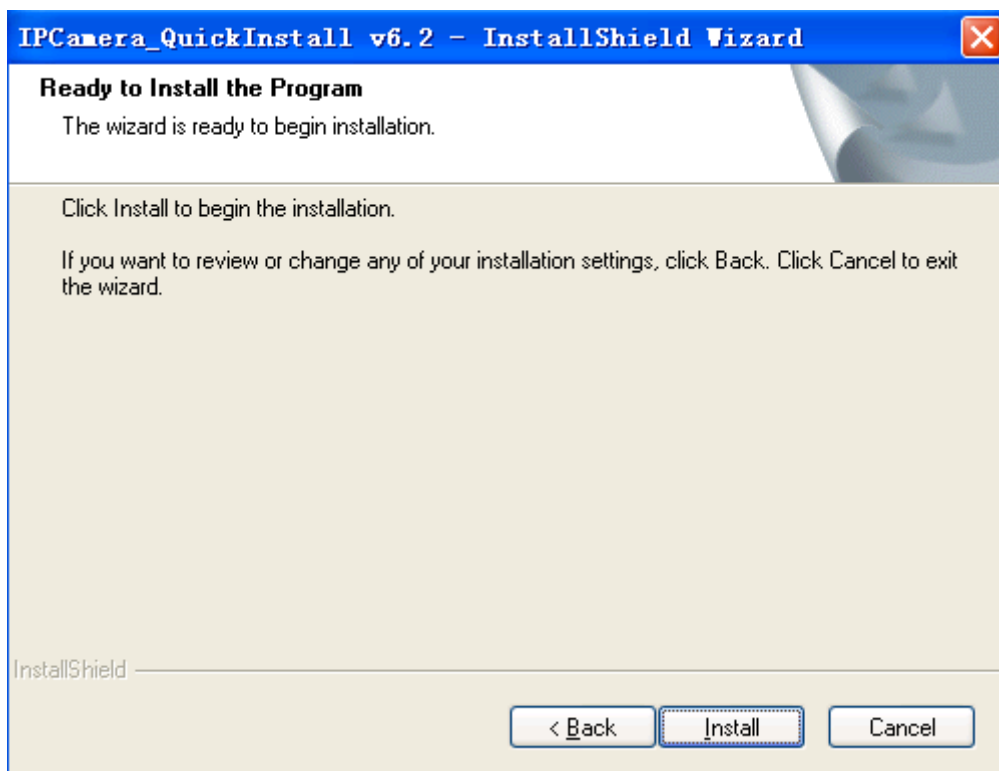 IPCamera_QuickInstall v6.2 - InstallShield Wizard
Ready to Install the Program
The wizard is ready to begin installation.
Click Install to begin the installation.
If you want to review or change any of your installation settings, click Back. Click Cancel to exit
the wizard.
InstallShield
< Back
Install
Cancel